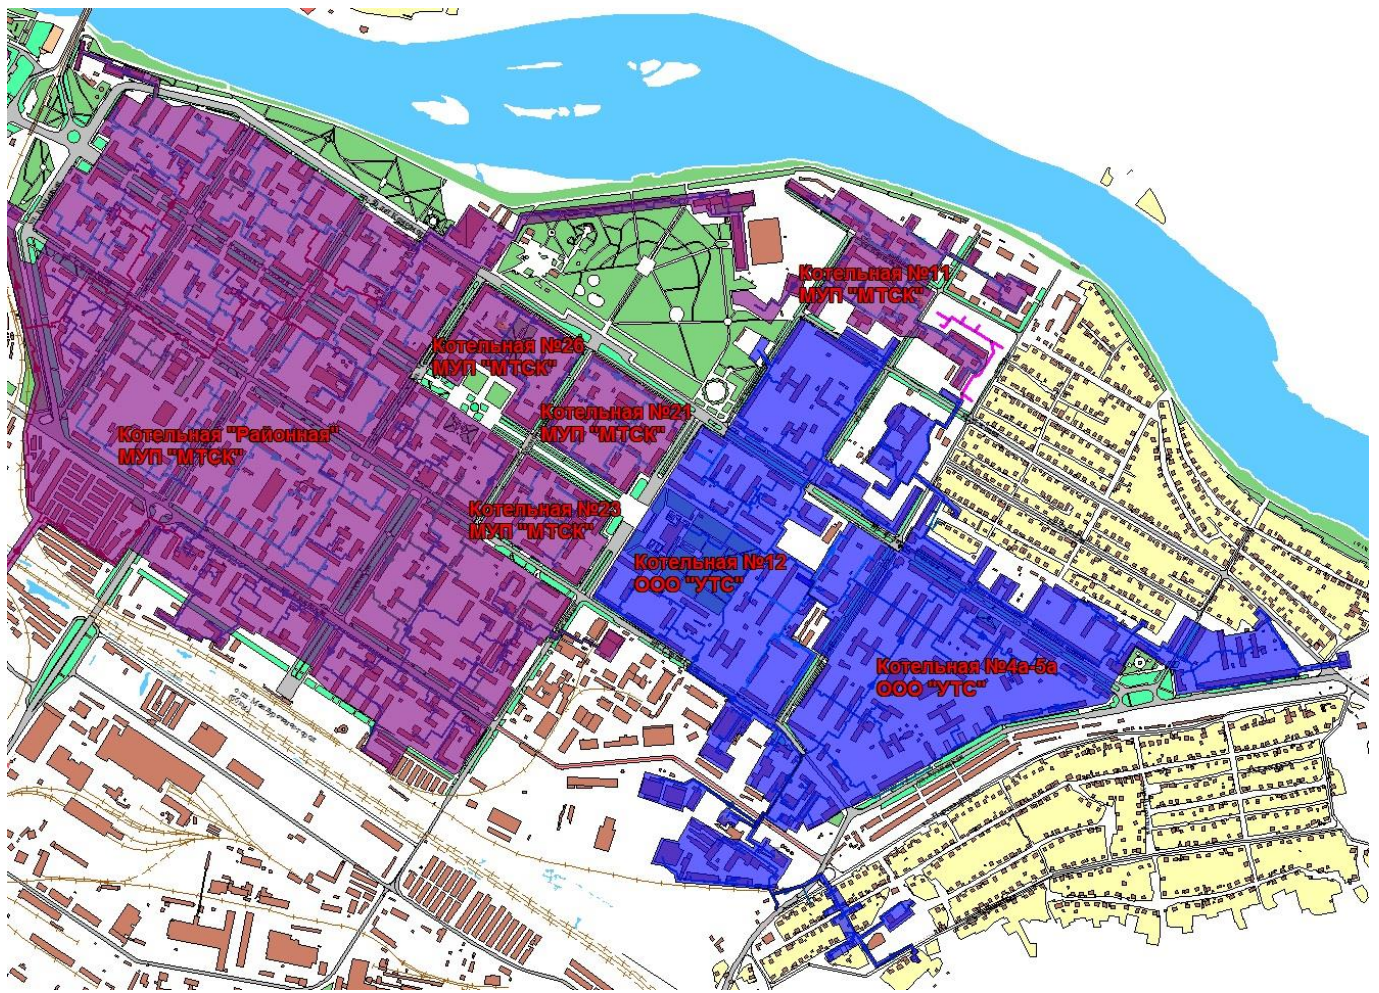 Котельная №11
МУП "МТСК"
Котельная №26
МУП "МТСК"
Котельная №21
МУП "МТСК"
Котельная "Районная"
МУП "МТСК"
Котельная №23
МУП "МТСК"
Котельная №12
ООО "УТС"
Котельная №4а-5а
ООО "УТС"